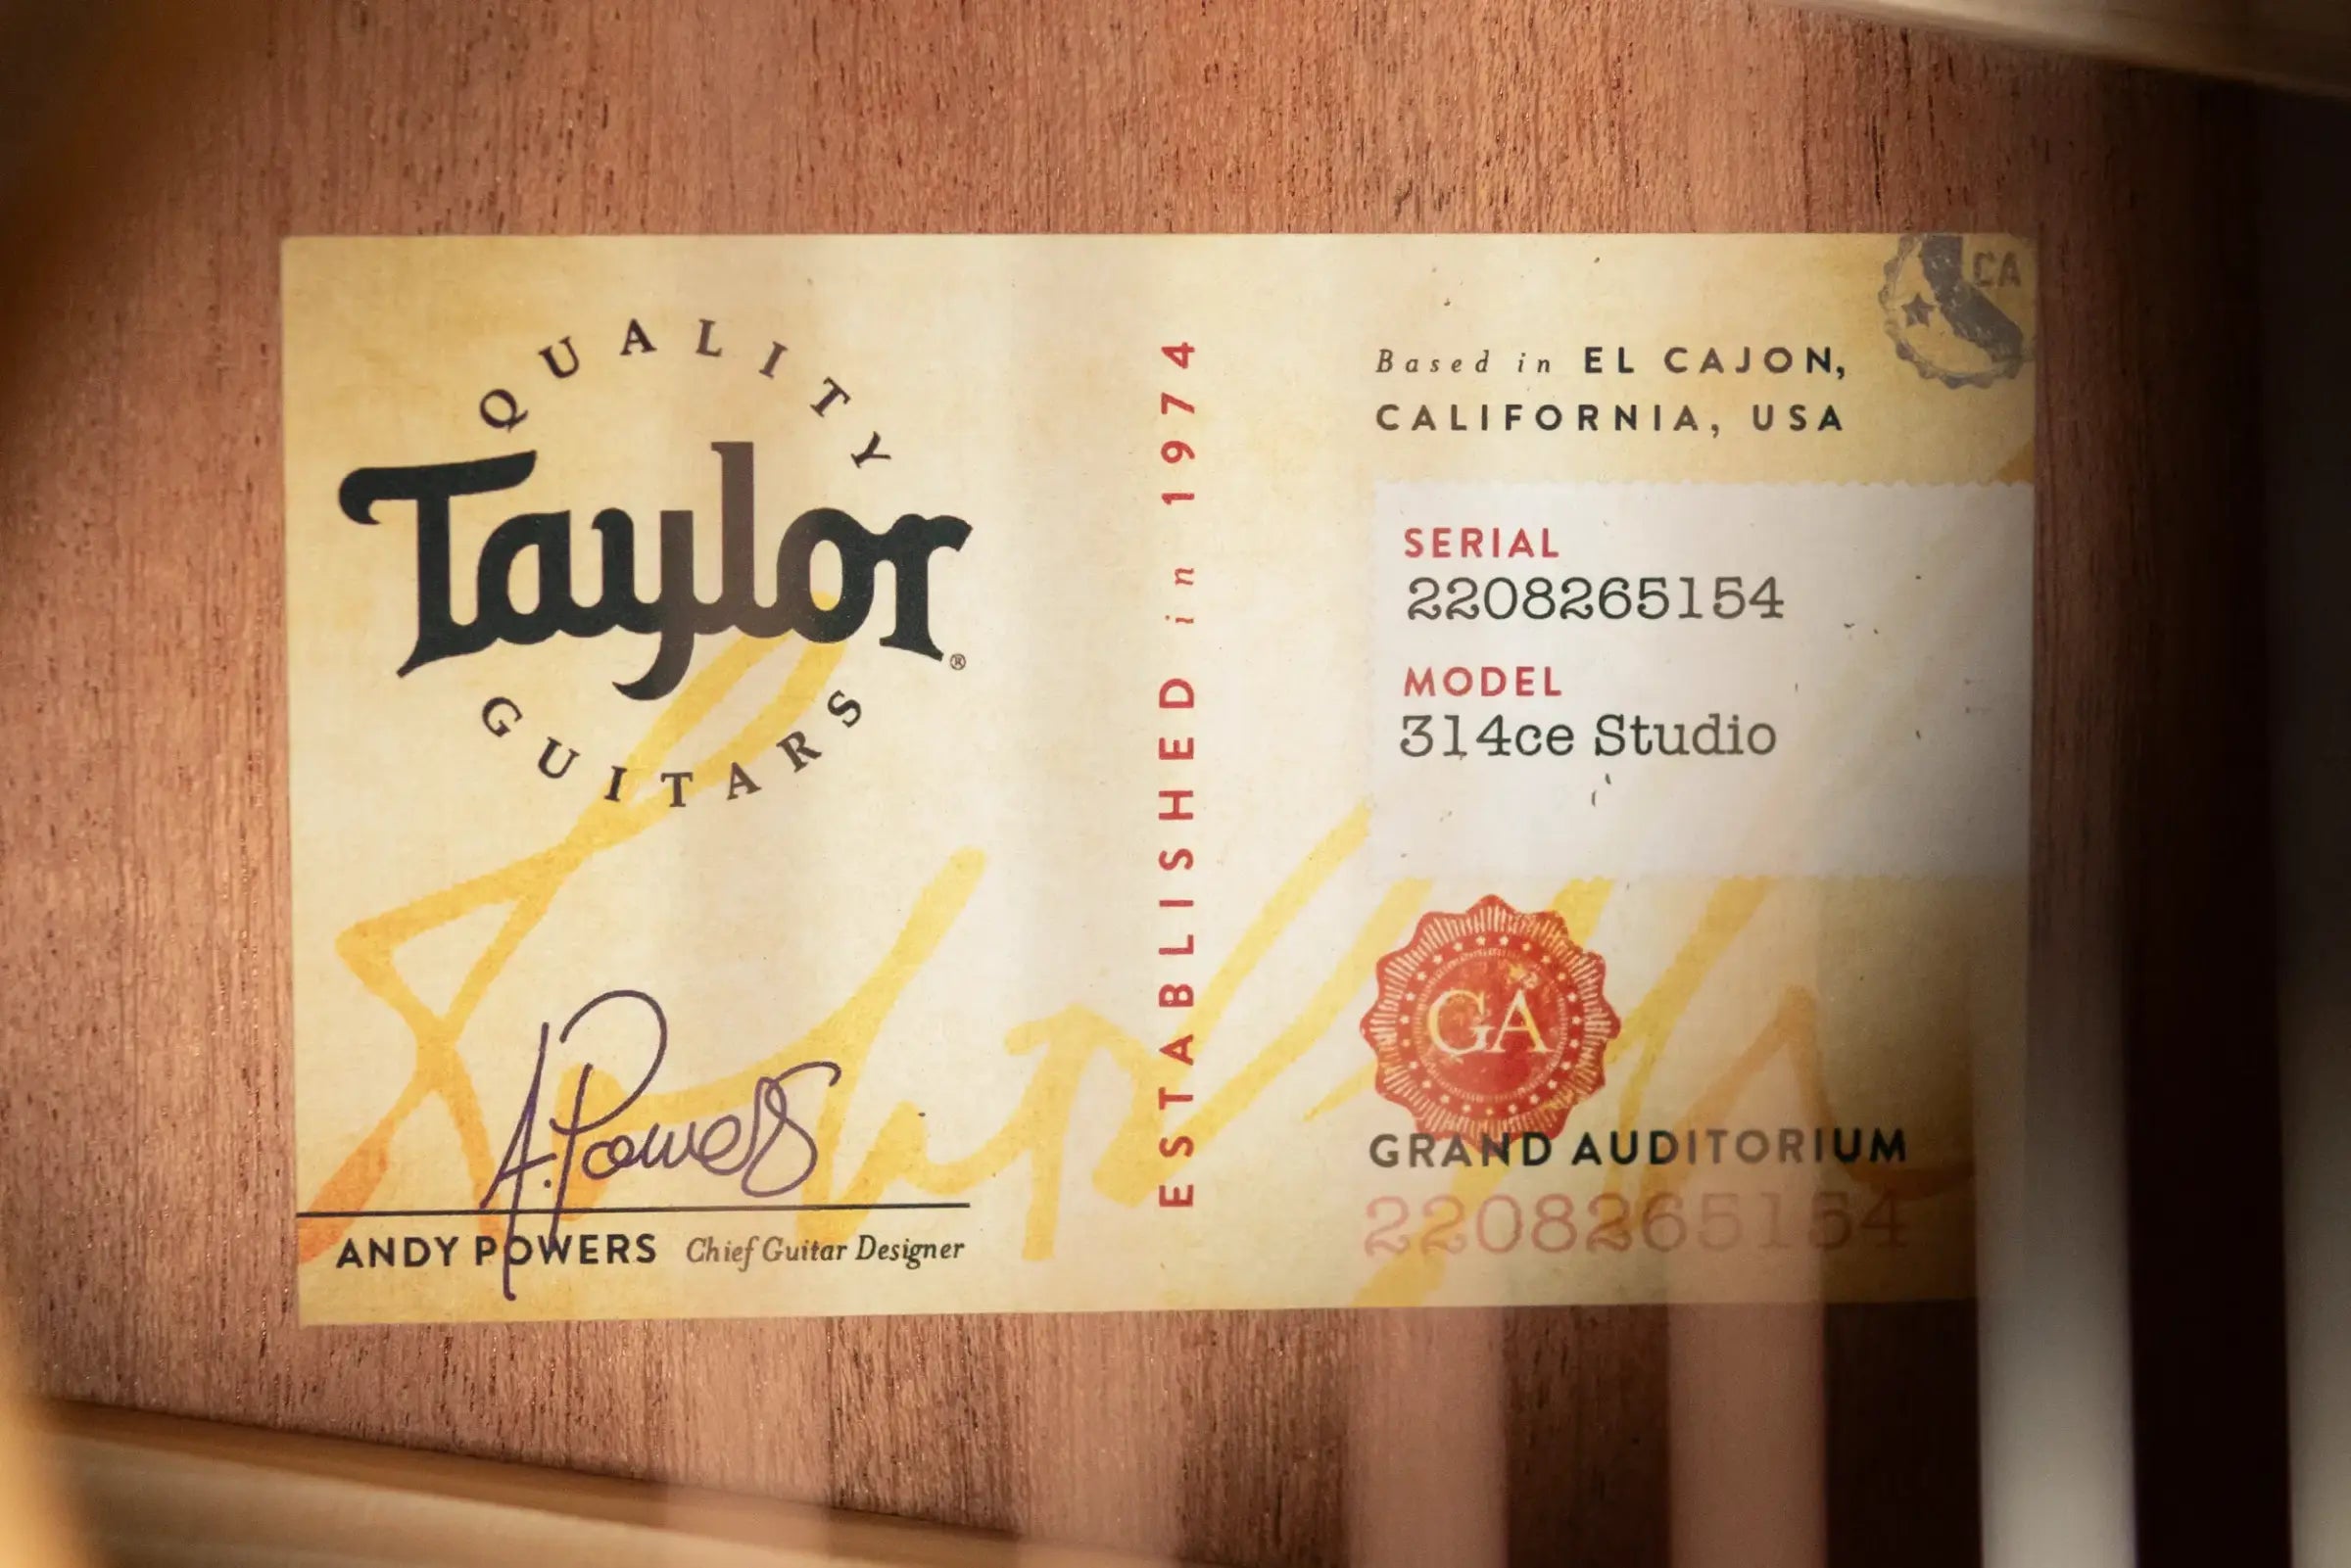 QUALITY
Taylor®
GUITARS
A. Powers
ANDY POWERS Chief Guitar Designer
ESTABLISHED in 1974
CA
Based in EL CAJON,
CALIFORNIA, USA
SERIAL
2208265154
MODEL
314ce Studio
GA
GRAND AUDITORIUM
2208265154